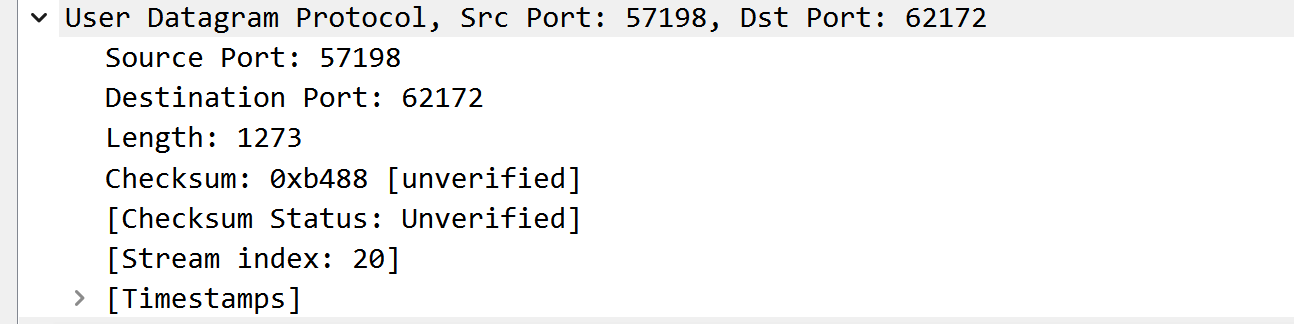 User Datagram Protocol, Src Port: 57198, Dst Port: 62172
Source Port: 57198
Destination Port: 62172
Length: 1273
Checksum: 0xb488 [unverified]
[Checksum Status: Unverified]
[Stream index: 20]
[Timestamps]